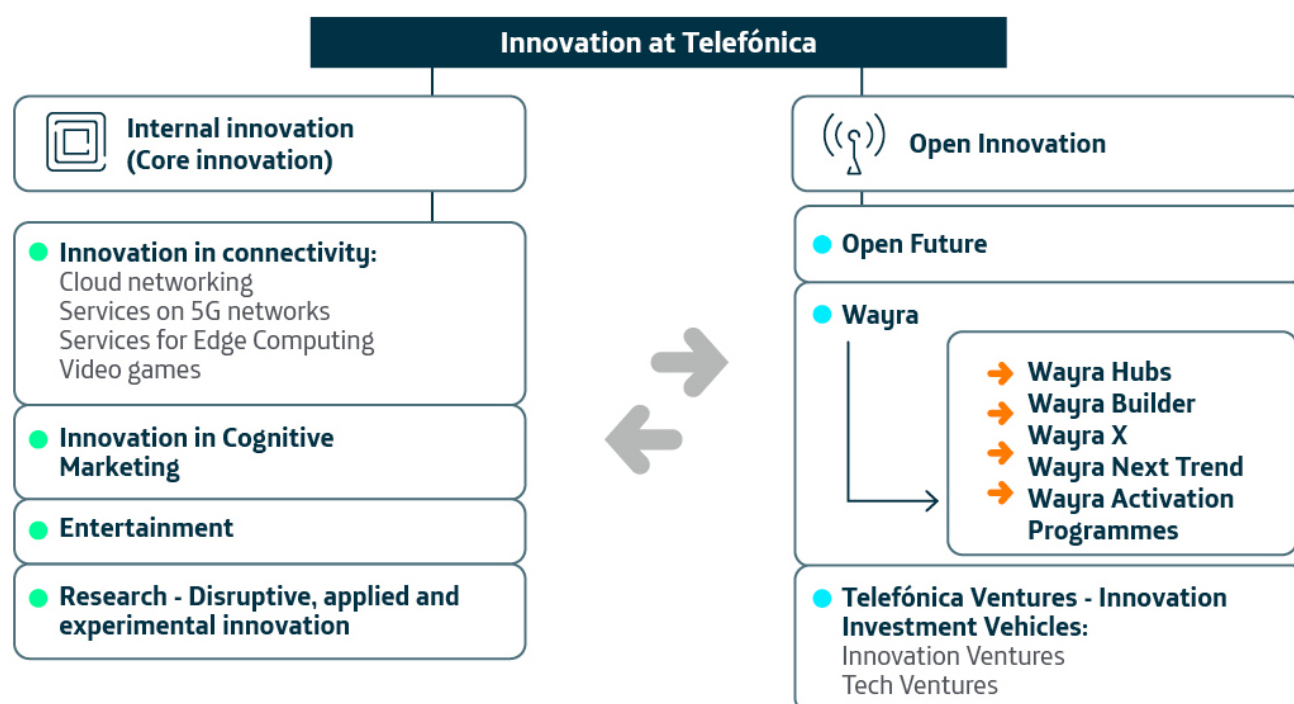 Innovation at Telefónica
Internal innovation
(Core innovation)
Innovation in connectivity:
Cloud networking
Services on 5G networks
Services for Edge Computing
Video games
Innovation in Cognitive
Marketing
Entertainment
Research - Disruptive, applied and
experimental innovation
Open Innovation
Open Future
Wayra
Wayra Hubs
Wayra Builder
Wayra X
Wayra Next Trend
Wayra Activation
Programmes
Telefónica Ventures - Innovation
Investment Vehicles:
Innovation Ventures
Tech Ventures